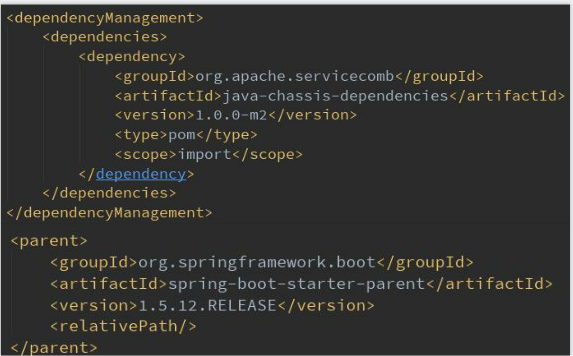 <dependencyManagement>
<dependencies>
<dependency>
<groupId>org.apache.servicecomb</groupId>
<artifactId>java-chassis-dependencies</artifactId>
<version>1.0.0-m2</version>
<type>pom</type>
<scope>import</scope>
</dependency>
</dependencies>
</dependencyManagement>
<parent>
<groupId>org.springframework.boot</groupId>
<artifactId>spring-boot-starter-parent</artifactId>
<version>1.5.12.RELEASE</version>
<relativePath/>
</parent>